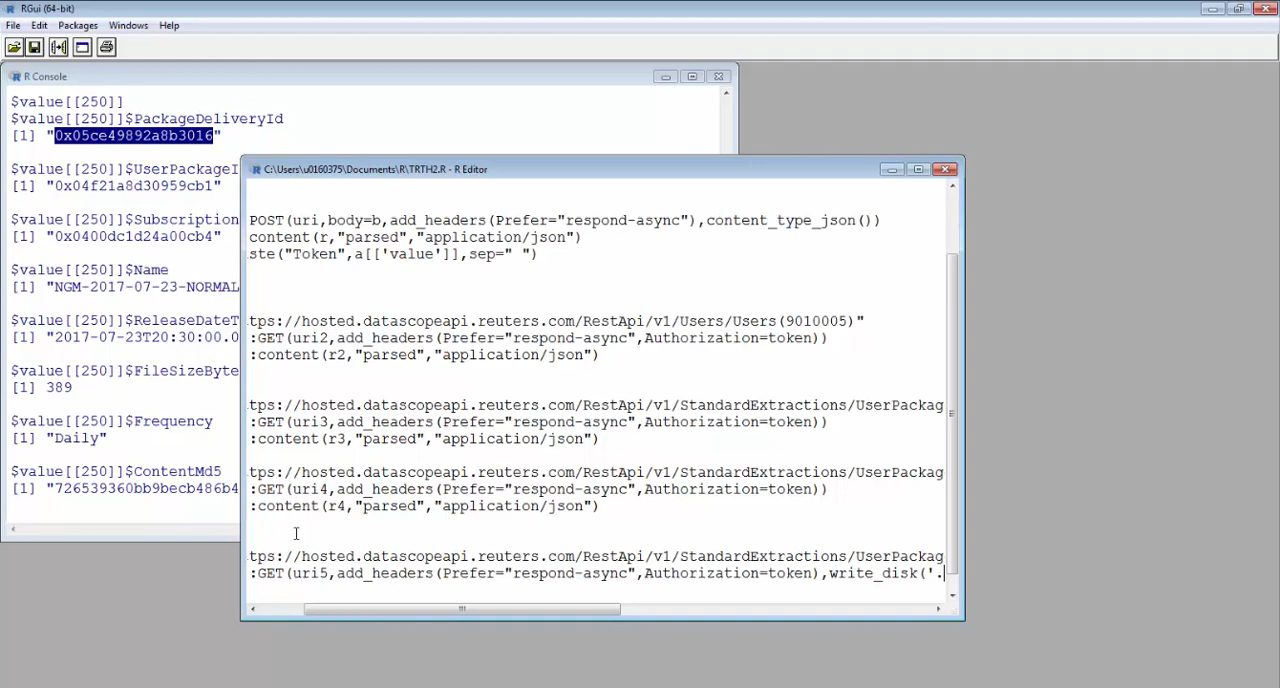 RGui (64-bit)
File Edit Packages Windows Help
R Console
$value[[250]]
$value[[250]]$PackageDeliveryId
[1] "0x05ce49892a8b3016"
$value[[250]]$UserPackageI
[1] "0x04f21a8d30959cb1"
$value[[250]]$Subscription
[1] "0x0400dc1d24a00cb4"
$value[[250]]$Name
[1] "NGM-2017-07-23-NORMAL
$value[[250]]$ReleaseDateT
[1] "2017-07-23T20:30:00.0
$value[[250]]$FileSizeByte
[1] 389
$value[[250]]$Frequency
[1] "Daily"
$value[[250]]$ContentMd5
[1] "726539360bb9becb486b4
C:\Users\u0160375\Documents\R\TRTH2.R - R Editor
POST(uri,body=b,add_headers(Prefer="respond-async"),content_type_json())
content(r,"parsed","application/json")
ste("Token",a[['value']],sep=" ")
tps://hosted.datascopeapi.reuters.com/RestApi/v1/Users/Users(9010005)"
:GET(uri2,add_headers(Prefer="respond-async",Authorization=token))
:content(r2,"parsed","application/json")
tps://hosted.datascopeapi.reuters.com/RestApi/v1/StandardExtractions/UserPackag
:GET(uri3,add_headers(Prefer="respond-async",Authorization=token))
:content(r3,"parsed","application/json")
tps://hosted.datascopeapi.reuters.com/RestApi/v1/StandardExtractions/UserPackag
:GET(uri4,add_headers(Prefer="respond-async",Authorization=token))
:content(r4,"parsed","application/json")
tps://hosted.datascopeapi.reuters.com/RestApi/v1/StandardExtractions/UserPackag
:GET(uri5,add_headers(Prefer="respond-async",Authorization=token),write_disk('.